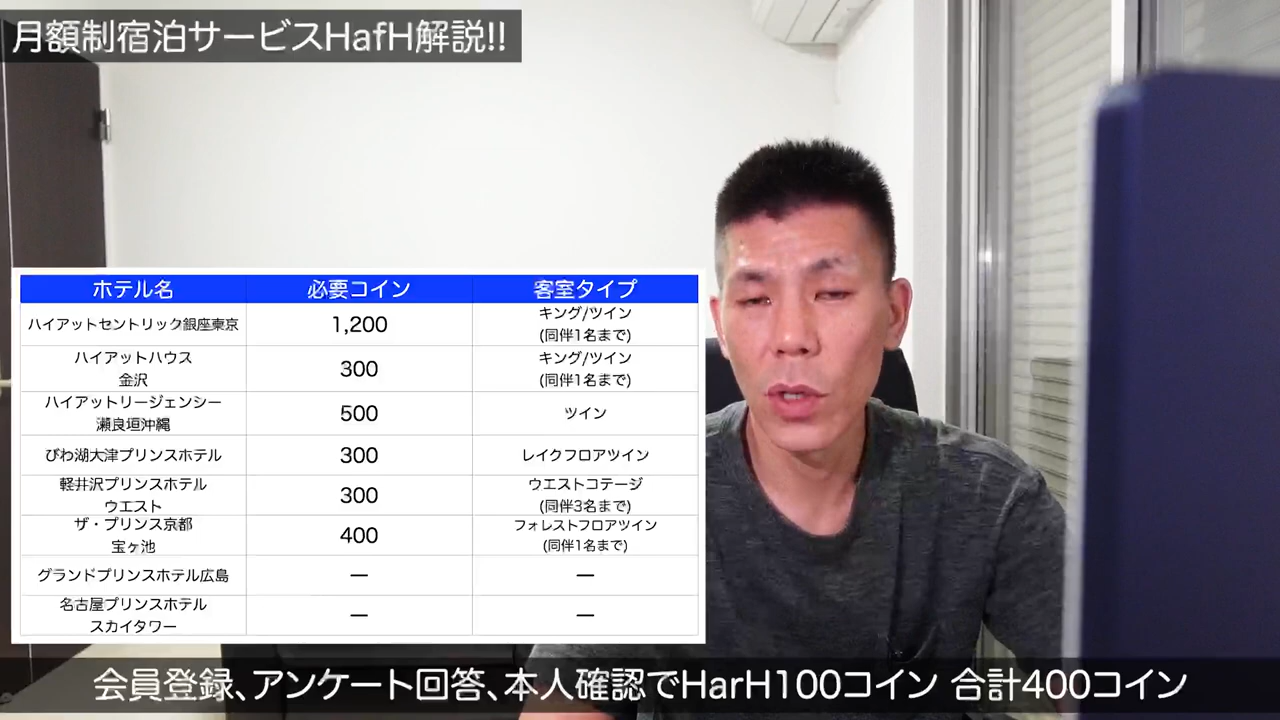 月額制宿泊サービスHafH解説!!
ホテル名 必要コイン 客室タイプ
ハイアットセントリック銀座東京 1,200 キング/ツイン
(同伴1名まで)
ハイアットハウス
金沢 300 キング/ツイン
(同伴1名まで)
ハイアットリージェンシー
瀬良垣沖縄 500 ツイン
びわ湖大津プリンスホテル 300 レイクフロアツイン
軽井沢プリンスホテル
ウエスト 300 ウエストコテージ
(同伴3名まで)
ザ・プリンス京都
宝ヶ池 400 フォレストフロアツイン
(同伴1名まで)
グランドプリンスホテル広島 ー ー
名古屋プリンスホテル
スカイタワー ー ー
会員登録、アンケート回答、本人確認でHarH100コイン 合計400コイン